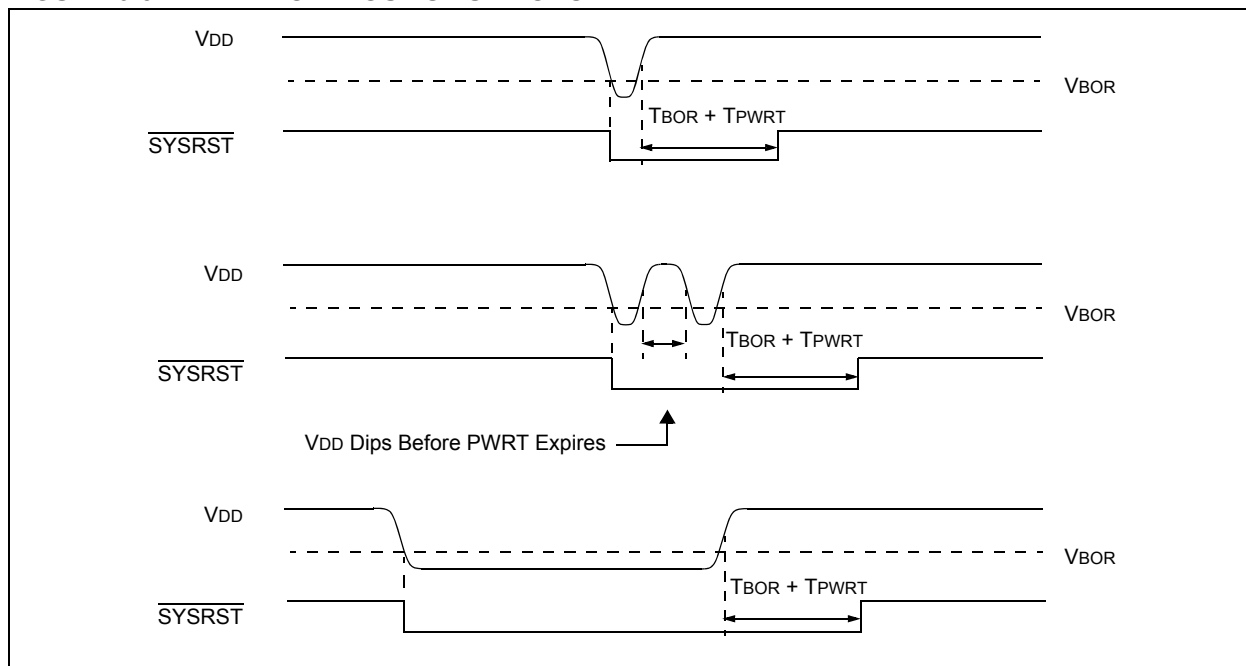 VDD
VBOR
TBOR + TPWRT
SYSRST
VDD
VBOR
TBOR + TPWRT
SYSRST
VDD Dips Before PWRT Expires
VDD
VBOR
TBOR + TPWRT
SYSRST